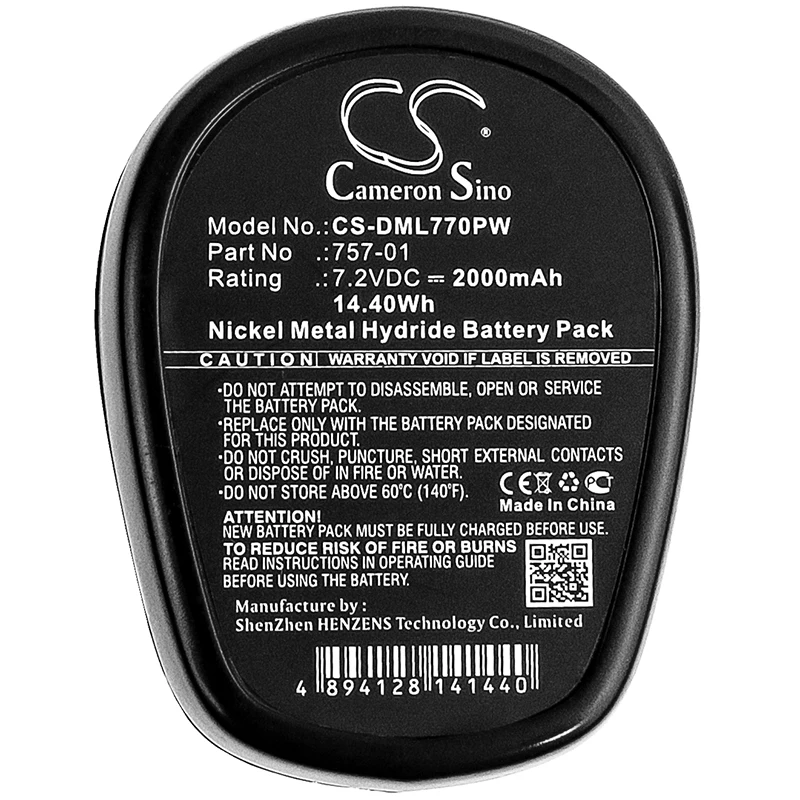 CS®
Cameron Sino
Model No.:CS-DML770PW
Part No .:757-01
Rating .:7.2VDC ⎓ 2000mAh
14.40Wh
Nickel Metal Hydride Battery Pack
CAUTION| WARRANTY VOID IF LABEL IS REMOVED
·DO NOT ATTEMPT TO DISASSEMBLE, OPEN OR SERVICE
THE BATTERY PACK.
·REPLACE ONLY WITH THE BATTERY PACK DESIGNATED
FOR THIS PRODUCT.
·DO NOT CRUSH, PUNCTURE, SHORT EXTERNAL CONTACTS
OR DISPOSE OF IN FIRE OR WATER.
·DO NOT STORE ABOVE 60°C (140°F).
CE
Made In China
ATTENTION!
NEW BATTERY PACK MUST BE FULLY CHARGED BEFORE USE.
TO REDUCE RISK OF FIRE OR BURNS
READ INSTRUCTIONS IN OPERATING GUIDE
BEFORE USING THE BATTERY.
Manufacture by :
ShenZhen HENZENS Technology Co., Limited
4 894128 141440